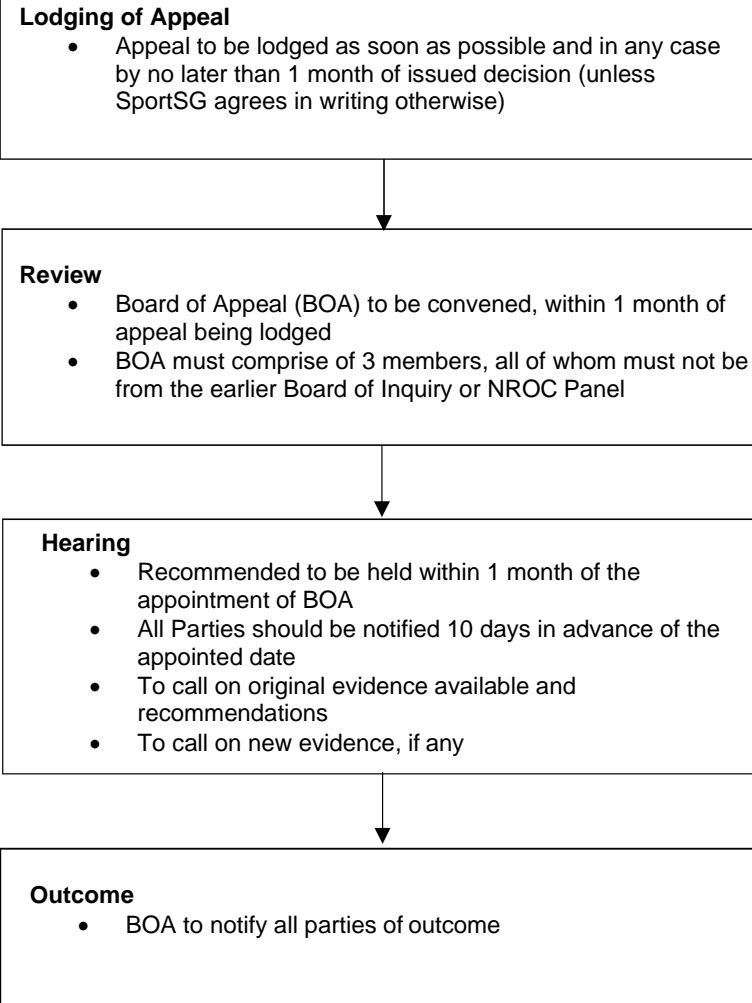 Lodging of Appeal
• Appeal to be lodged as soon as possible and in any case
by no later than 1 month of issued decision (unless
SportSG agrees in writing otherwise)
Review
• Board of Appeal (BOA) to be convened, within 1 month of
appeal being lodged
• BOA must comprise of 3 members, all of whom must not be
from the earlier Board of Inquiry or NROC Panel
Hearing
• Recommended to be held within 1 month of the
appointment of BOA
• All Parties should be notified 10 days in advance of the
appointed date
• To call on original evidence available and
recommendations
• To call on new evidence, if any
Outcome
• BOA to notify all parties of outcome